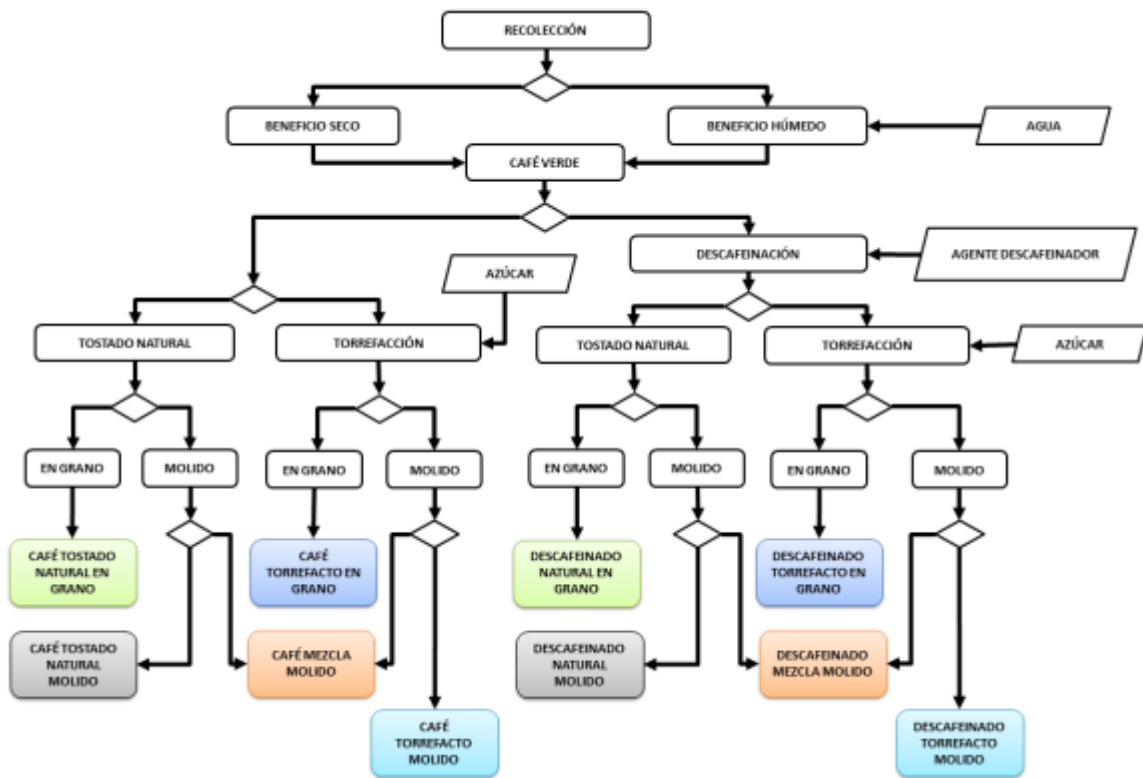 RECOLECCIÓN
BENEFICIO SECO
BENEFICIO HÚMEDO
AGUA
CAFÉ VERDE
DESCAFEINACIÓN
AGENTE DESCAFEINADOR
AZÚCAR
TOSTADO NATURAL
TORREFACCIÓN
TOSTADO NATURAL
TORREFACCIÓN
AZÚCAR
EN GRANO
MOLIDO
EN GRANO
MOLIDO
EN GRANO
MOLIDO
EN GRANO
MOLIDO
CAFÉ TOSTADO
NATURAL EN
GRANO
CAFÉ
TORREFACTO EN
GRANO
DESCAFEINADO
NATURAL EN
GRANO
DESCAFEINADO
TORREFACTO EN
GRANO
CAFÉ TOSTADO
NATURAL
MOLIDO
CAFÉ MEZCLA
MOLIDO
DESCAFEINADO
NATURAL
MOLIDO
DESCAFEINADO
MEZCLA MOLIDO
CAFÉ
TORREFACTO
MOLIDO
DESCAFEINADO
TORREFACTO
MOLIDO